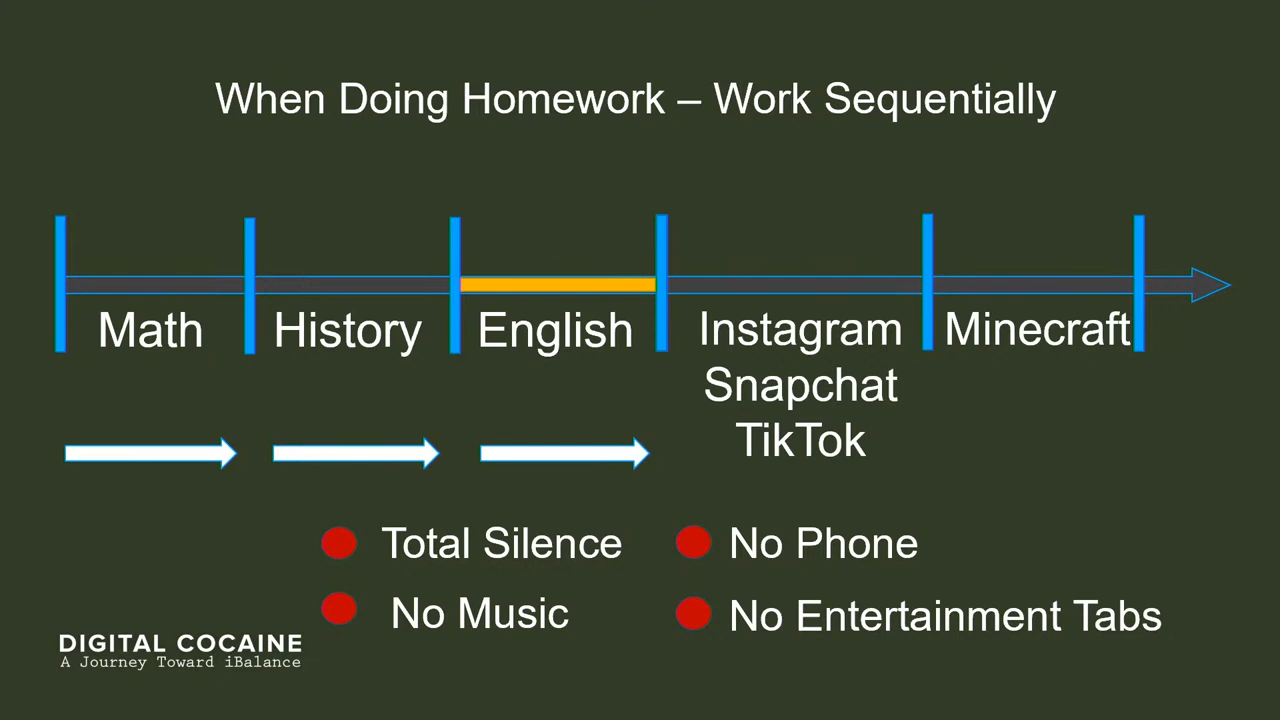 When Doing Homework – Work Sequentially
Math
History
English
Instagram
Snapchat
TikTok
Minecraft
Total Silence
No Phone
No Music
No Entertainment Tabs
DIGITAL COCAINE
A Journey Toward iBalance